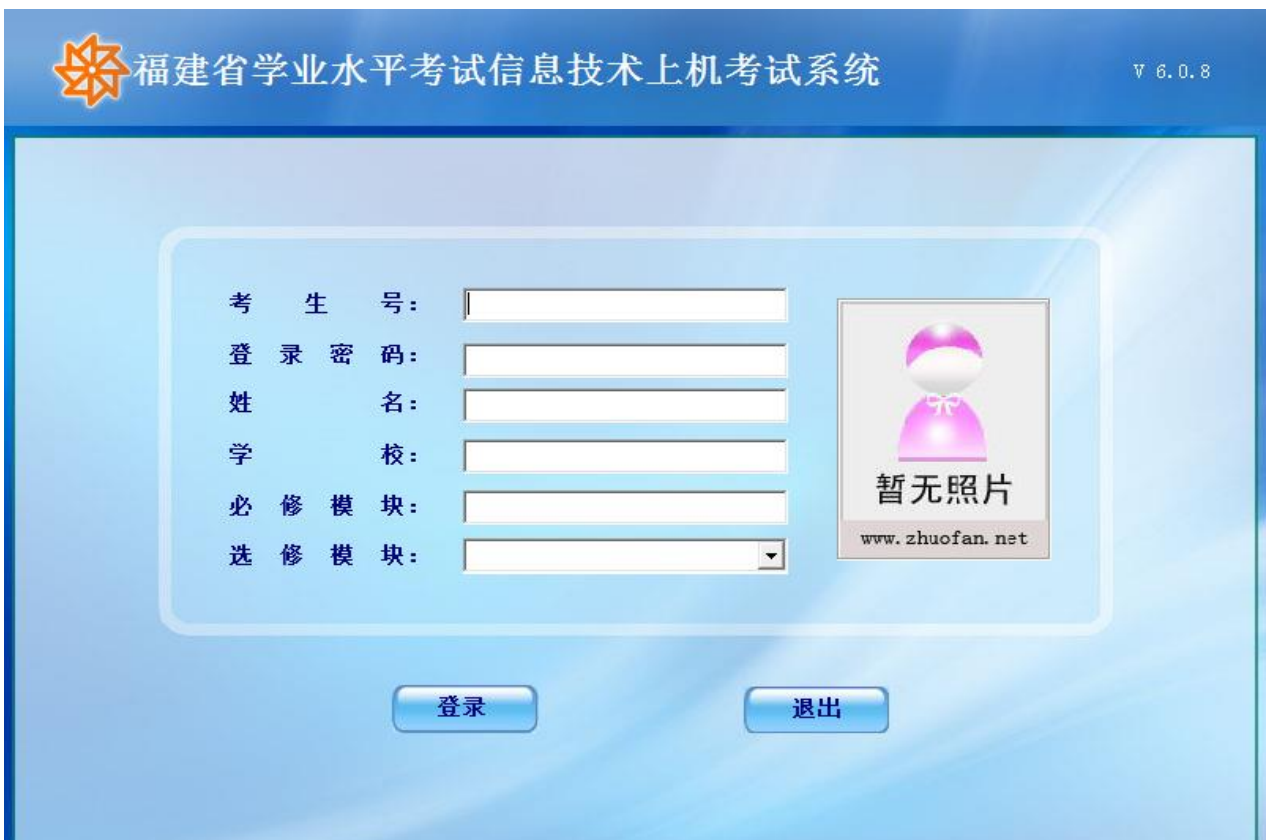 福建省学业水平考试信息技术上机考试系统
V 6.0.8
考生号:
登录密码:
姓名:
学校:
必修模块:
选修模块:
暂无照片
www.zhuofan.net
登录
退出